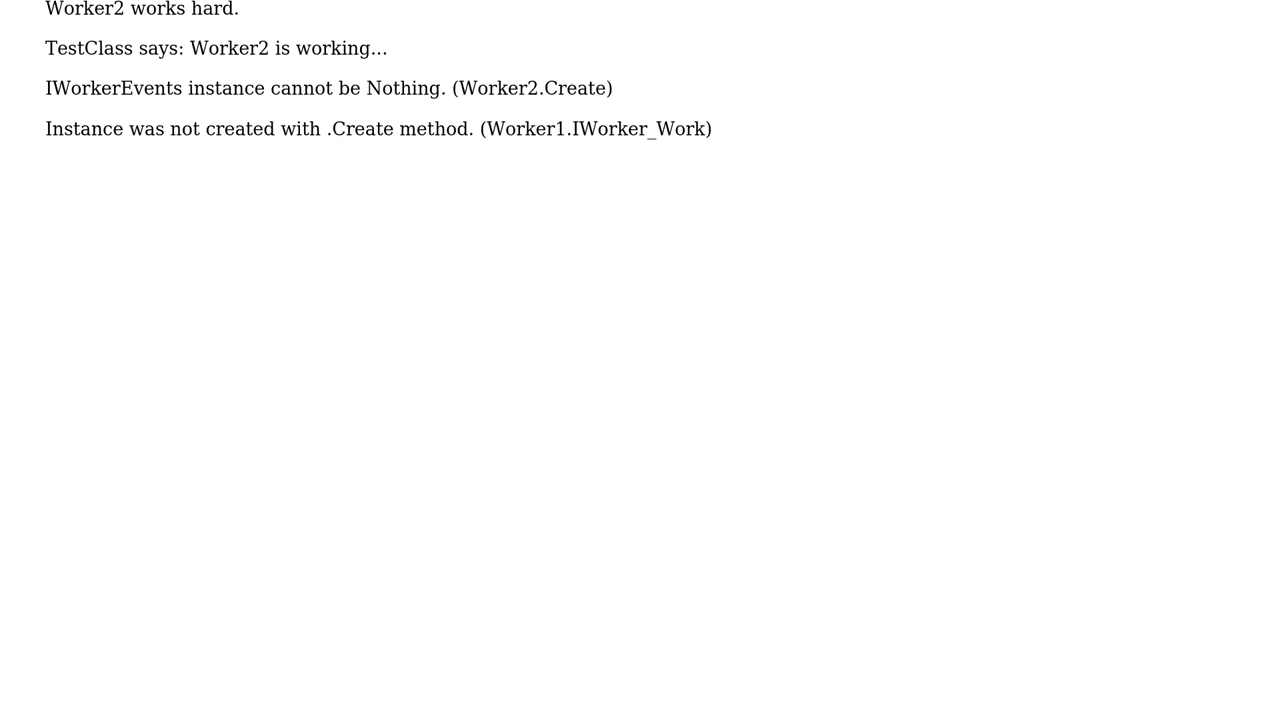 Worker2 works hard.
TestClass says: Worker2 is working...
IWorkerEvents instance cannot be Nothing. (Worker2.Create)
Instance was not created with .Create method. (Worker1.IWorker_Work)